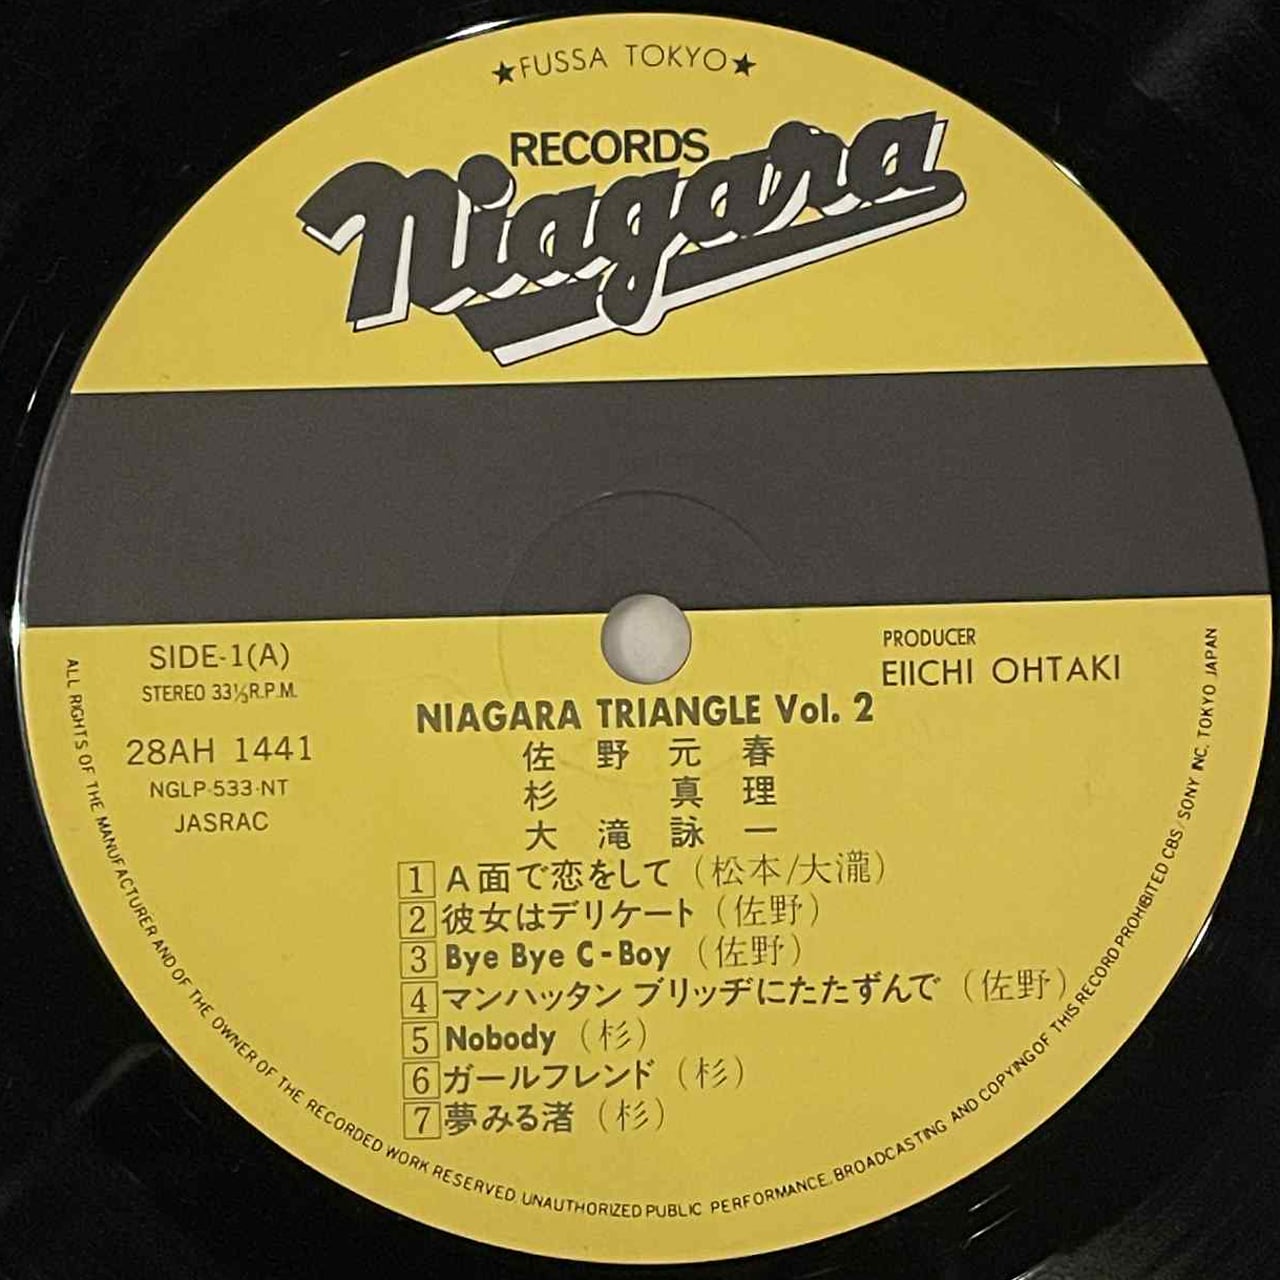 ★FUSSA TOKYO★
RECORDS
Niagara
SIDE-1(A)
STEREO 33⅓R.P.M.
28AH 1441
NGLP-533-NT
JASRAC
PRODUCER
EIICHI OHTAKI
NIAGARA TRIANGLE Vol. 2
佐野元春
杉 真理
大滝詠一
1 A面で恋をして（松本/大瀧）
2 彼女はデリケート（佐野）
3 Bye Bye C-Boy（佐野）
4 マンハッタン ブリッヂにたたずんで（佐野）
5 Nobody（杉）
6 ガールフレンド（杉）
7 夢みる渚（杉）
ALL RIGHTS OF THE MANUFACTURER AND OF THE OWNER OF THE RECORDED WORK RESERVED UNAUTHORIZED PUBLIC PERFORMANCE, BROADCASTING AND COPYING OF THIS RECORD PROHIBITED CBS/SONY INC. TOKYO JAPAN